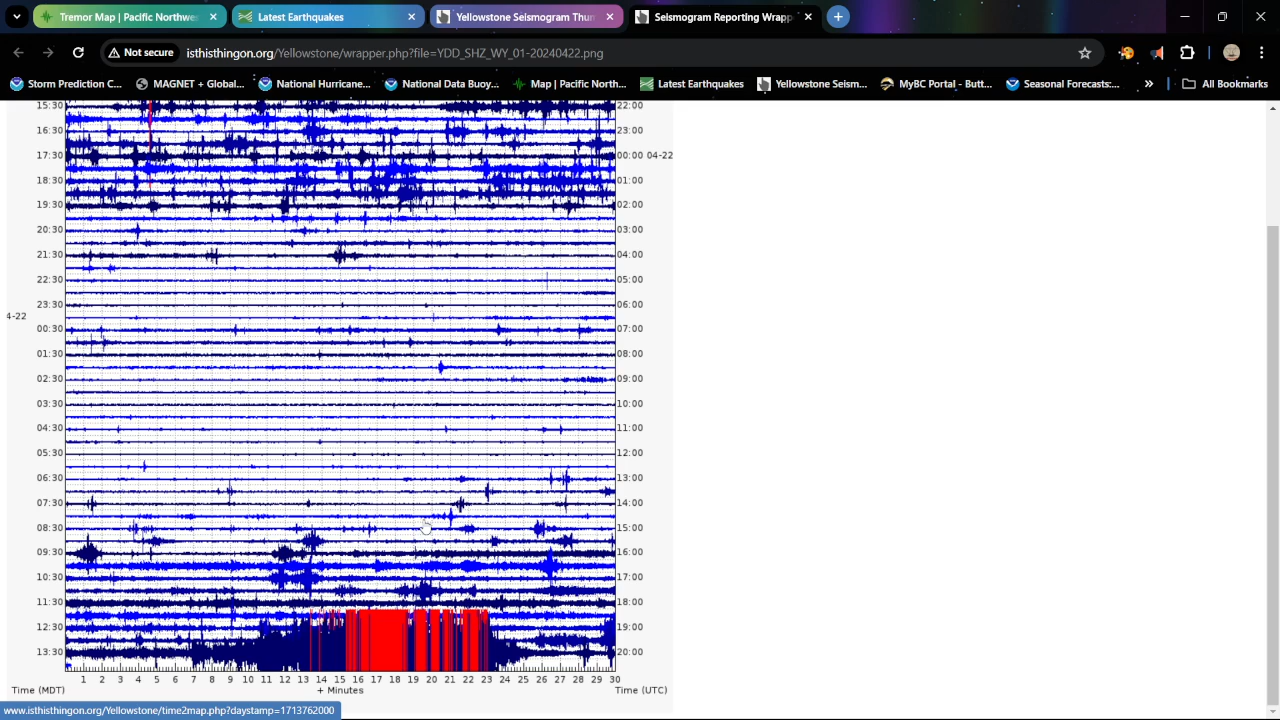 Tremor Map | Pacific Northwe
Latest Earthquakes
Yellowstone Seismogram Thum
Seismogram Reporting Wrapp
Not secure isthisthingon.org/Yellowstone/wrapper.php?file=YDD_SHZ_WY_01-20240422.png
Storm Prediction C... MAGNET + Global... National Hurricane... National Data Buoy... Map | Pacific North... Latest Earthquakes Yellowstone Seism... MyPC Portal - Built... Seasonal Forecasts... » All Bookmarks
15:30 22:00
16:30 23:00
17:30 00:00 04-22
18:30 01:00
19:30 02:00
03:00
21:30 04:00
22:30 05:00
23:30 06:00
4-22
00:30 07:00
01:30 08:00
02:30 09:00
03:30 10:00
04:30 11:00
05:30 12:00
06:30 13:00
14:00
08:30 15:00
09:30 16:00
10:30 17:00
11:30 18:00
12:30 19:00
13:30 20:00
1 2 3 4 5 6 7 8 9 10 11 12 13 14 15 16 17 18 19 20 21 22 23 24 25 26 27 28 29 30
Time (MDT) + Minutes Time (UTC)
www.isthisthingon.org/Yellowstone/time2map.php?daystamp=1713762000